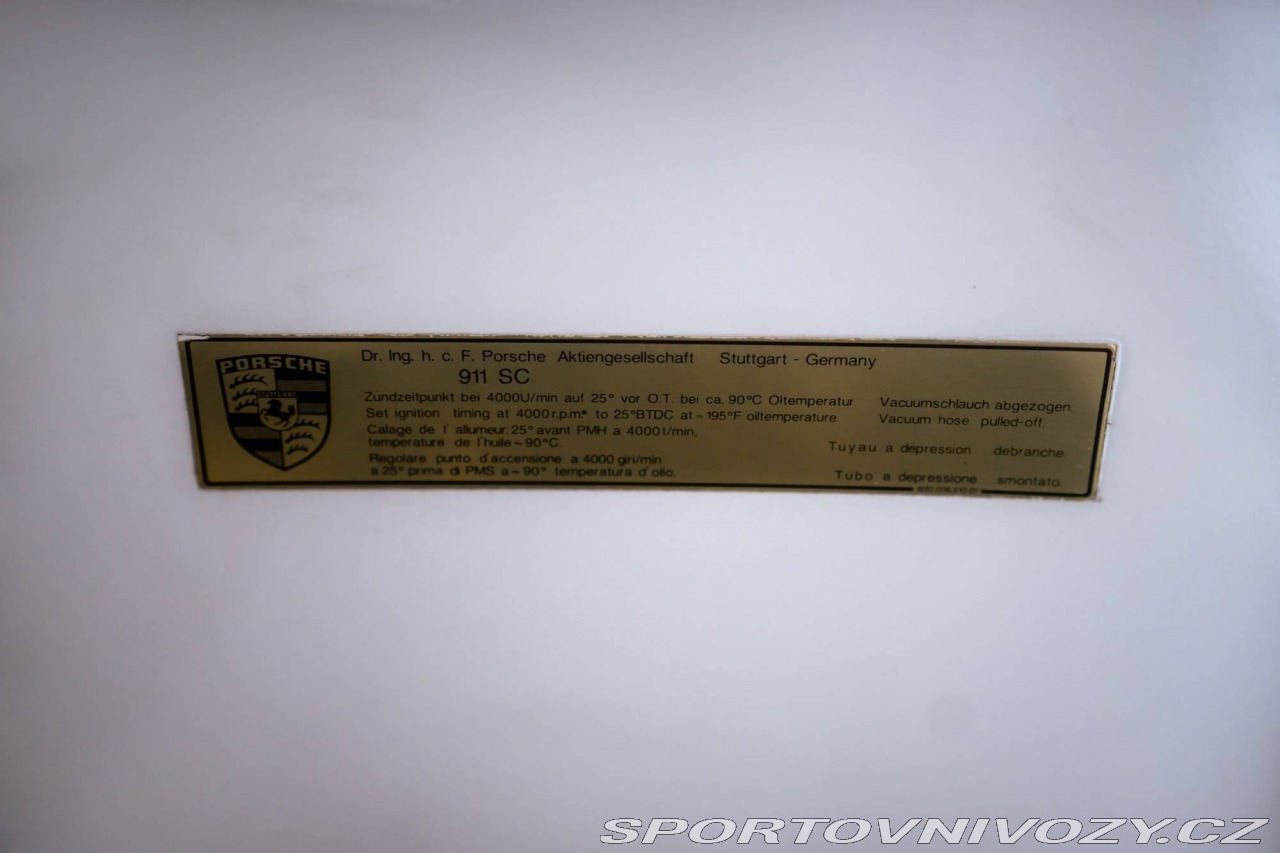 PORSCHE
STUTTGART
Dr. Ing. h. c. F. Porsche Aktiengesellschaft Stuttgart - Germany
911 SC
Zundzeitpunkt bei 4000U/min auf 25° vor O.T. bei ca. 90°C Öltemperatur. Vacuumschlauch abgezogen.
Set ignition timing at 4000 r.p.m. to 25°BTDC at ~ 195°F oiltemperature. Vacuum hose pulled-off.
Calage de l' allumeur: 25° avant PMH a 4000 t/min,
temperature de l'huile ~ 90°C. Tuyau a depression debranche.
Regolare punto d'accensione a 4000 giri/min
a 25° prima di PMS a ~ 90° temperatura d'olio. Tubo a depressione smontato.
SPORTOVNIVOZY.CZ